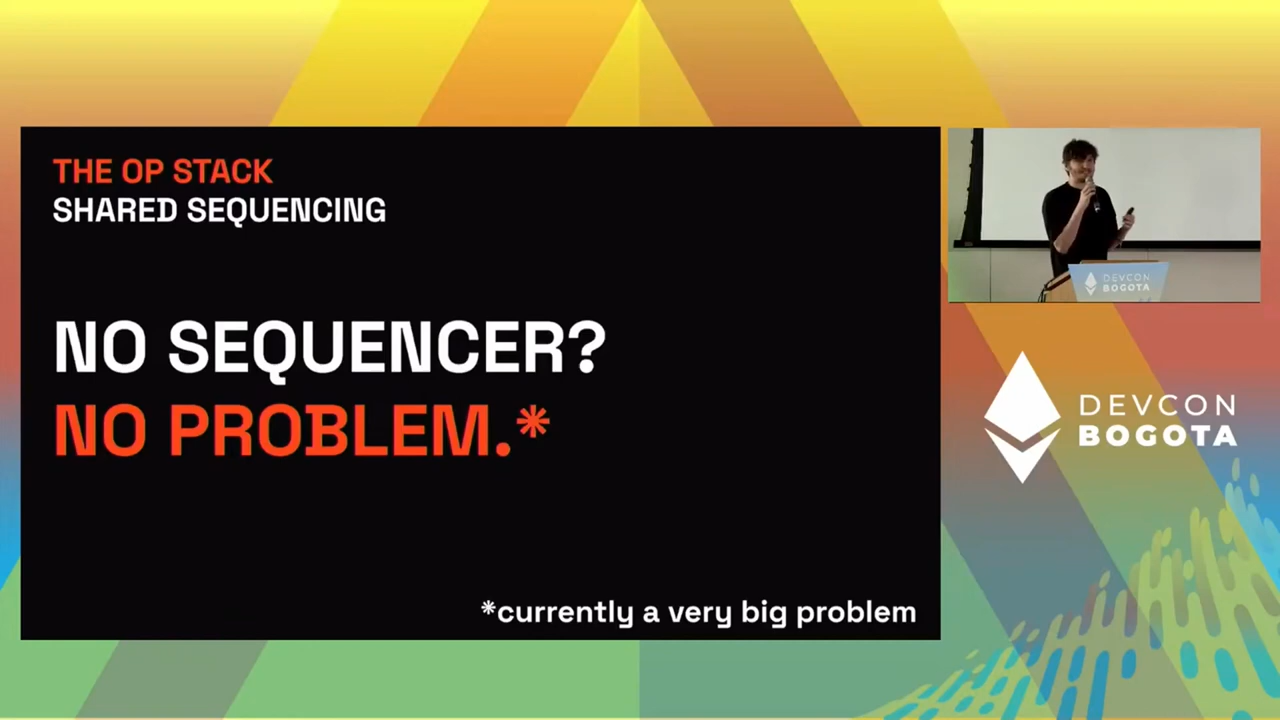 THE OP STACK
SHARED SEQUENCING
NO SEQUENCER?
NO PROBLEM.*
*currently a very big problem
DEVCON
BOGOTA
DEVCON
BOGOTA